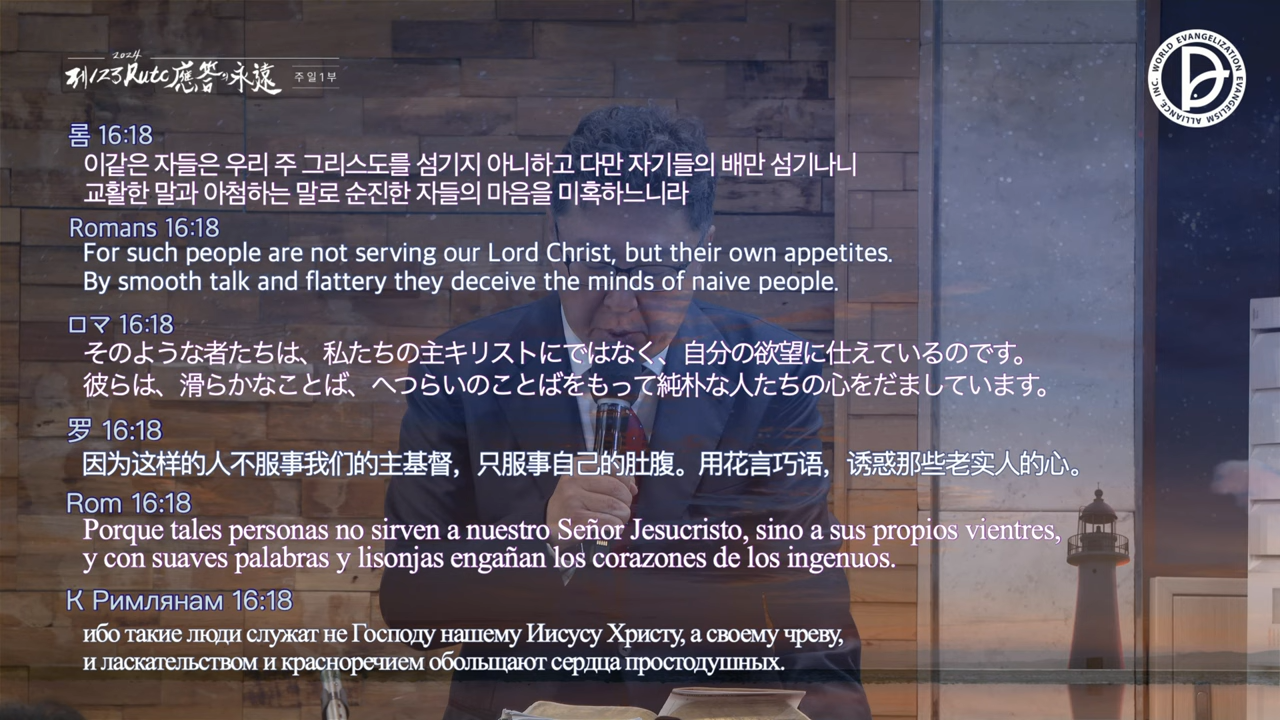 2024
제123차 RUTC 應答의 永遠
주일1부
WORLD EVANGELIZATION EVANGELISM ALLIANCE, INC.
롬 16:18
이같은 자들은 우리 주 그리스도를 섬기지 아니하고 다만 자기들의 배만 섬기나니
교활한 말과 아첨하는 말로 순진한 자들의 마음을 미혹하느니라
Romans 16:18
For such people are not serving our Lord Christ, but their own appetites.
By smooth talk and flattery they deceive the minds of naive people.
ロマ 16:18
そのような者たちは、私たちの主キリストにではなく、自分の欲望に仕えているのです。
彼らは、滑らかなことば、へつらいのことばをもって純朴な人たちの心をだましています。
罗 16:18
因为这样的人不服事我们的主基督，只服事自己的肚腹。用花言巧语，诱惑那些老实人的心。
Rom 16:18
Porque tales personas no sirven a nuestro Señor Jesucristo, sino a sus propios vientres,
y con suaves palabras y lisonjas engañan los corazones de los ingenuos.
К Римлянам 16:18
ибо такие люди служат не Господу нашему Иисусу Христу, а своему чреву,
и ласкательством и красноречием обольщают сердца простодушных.